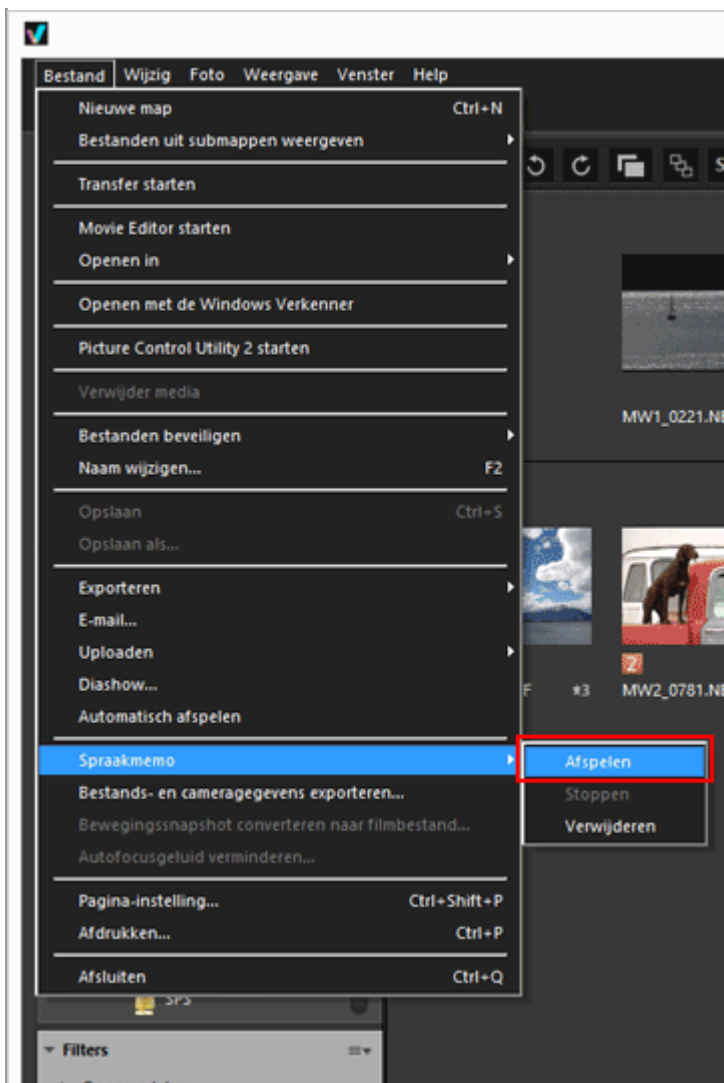 Bestand Wijzig Foto Weergave Venster Help
Nieuwe map Ctrl+N
Bestanden uit submappen weergeven
Transfer starten
Movie Editor starten
Openen in
Openen met de Windows Verkenner
Picture Control Utility 2 starten
Verwijder media
MW1_0221.NE
Bestanden beveiligen
Naam wijzigen... F2
Opslaan Ctrl+S
Opslaan als...
Exporteren
E-mail...
Uploaden
2
Diashow...
F ★3 MW2_0781.NE
Automatisch afspelen
Spraakmemo
Afspelen
Bestands- en cameragegevens exporteren...
Stoppen
Bewegingssnapshot converteren naar filmbestand...
Verwijderen
Autofocusgeluid verminderen...
Pagina-instelling... Ctrl+Shift+P
Afdrukken... Ctrl+P
Afsluiten Ctrl+Q
SPS
Filters